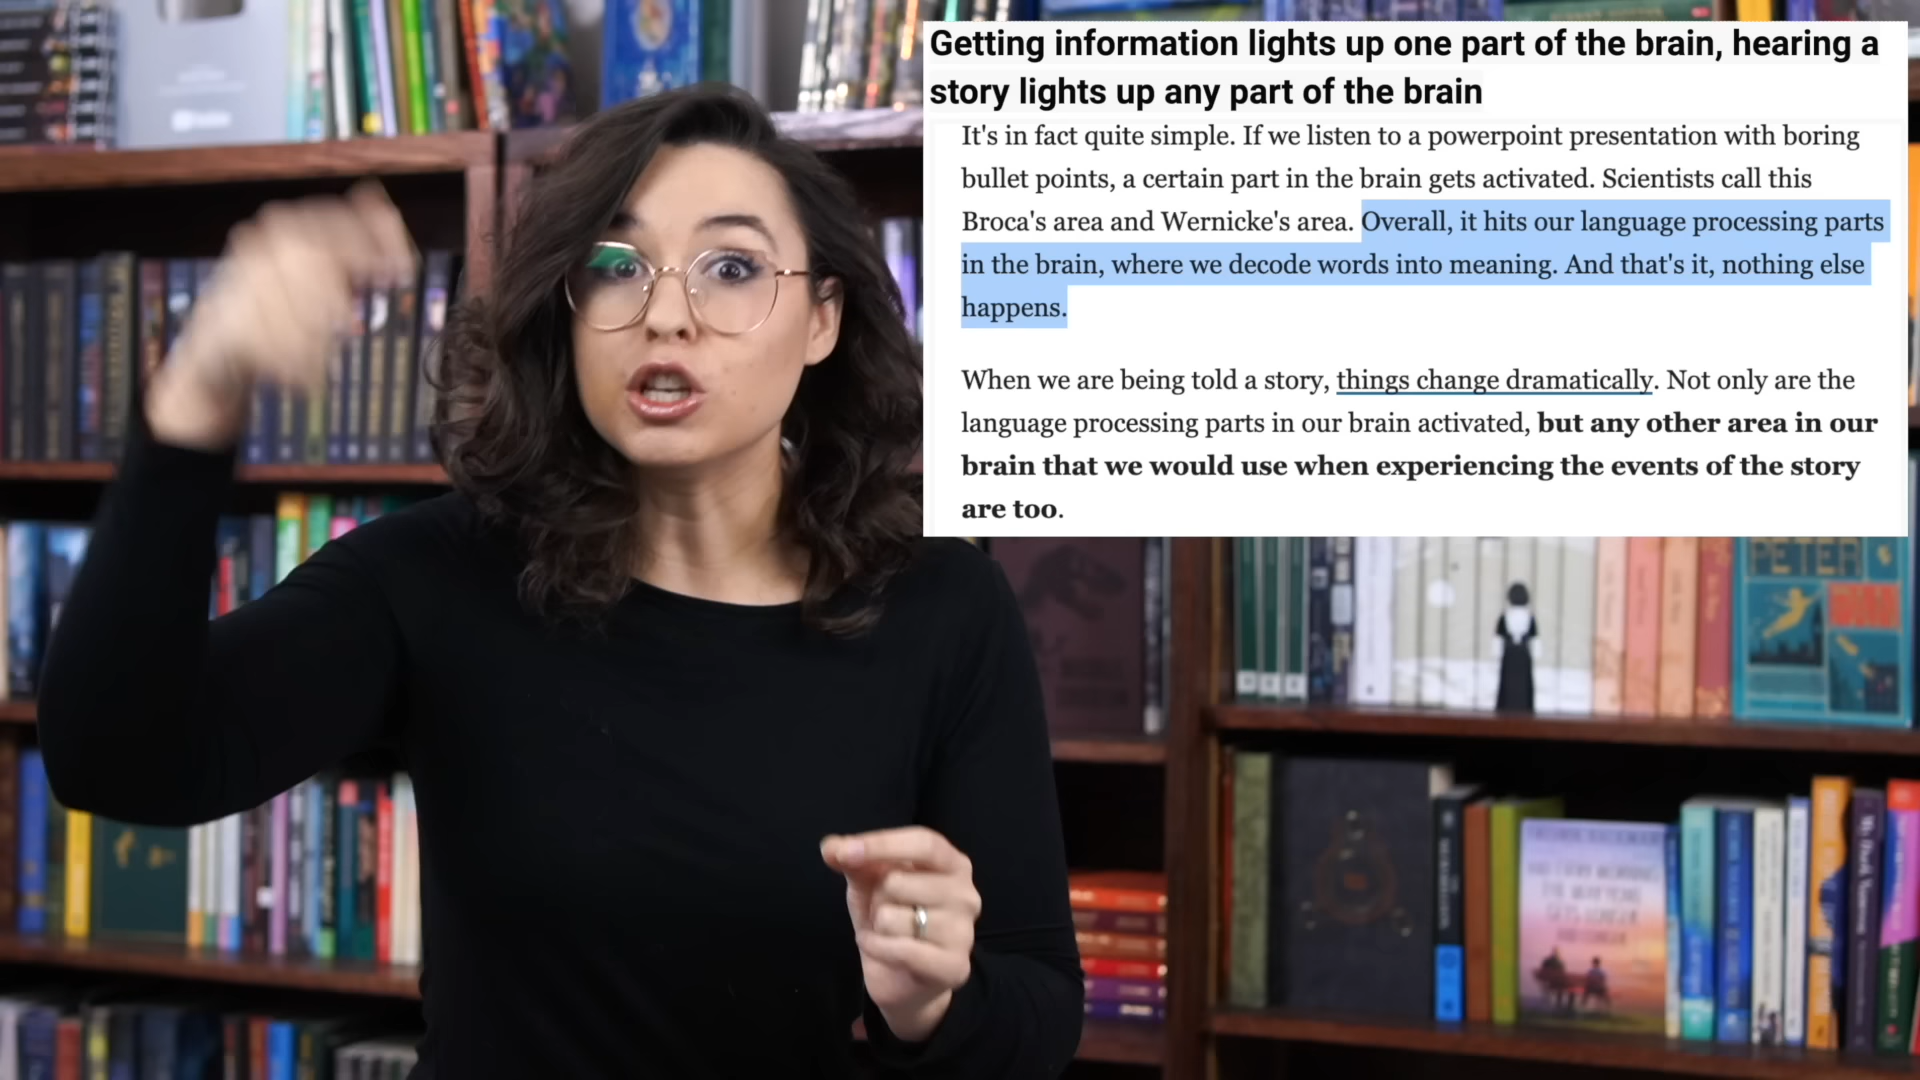 Getting information lights up one part of the brain, hearing a
story lights up any part of the brain
It's in fact quite simple. If we listen to a powerpoint presentation with boring
bullet points, a certain part in the brain gets activated. Scientists call this
Broca's area and Wernicke's area. Overall, it hits our language processing parts
in the brain, where we decode words into meaning. And that's it, nothing else
happens.
When we are being told a story, things change dramatically. Not only are the
language processing parts in our brain activated, but any other area in our
brain that we would use when experiencing the events of the story
are too.
PETER